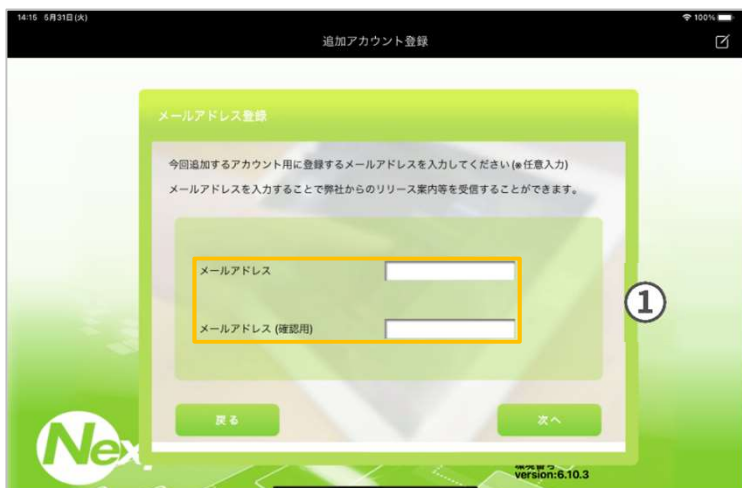 14:15 5月31日(火)
100%
追加アカウント登録
メールアドレス登録
今回追加するアカウント用に登録するメールアドレスを入力してください(※任意入力)
メールアドレスを入力することで弊社からのリリース案内等を受信することができます。
メールアドレス
①
メールアドレス (確認用)
戻る
次へ
Nex
version:6.10.3